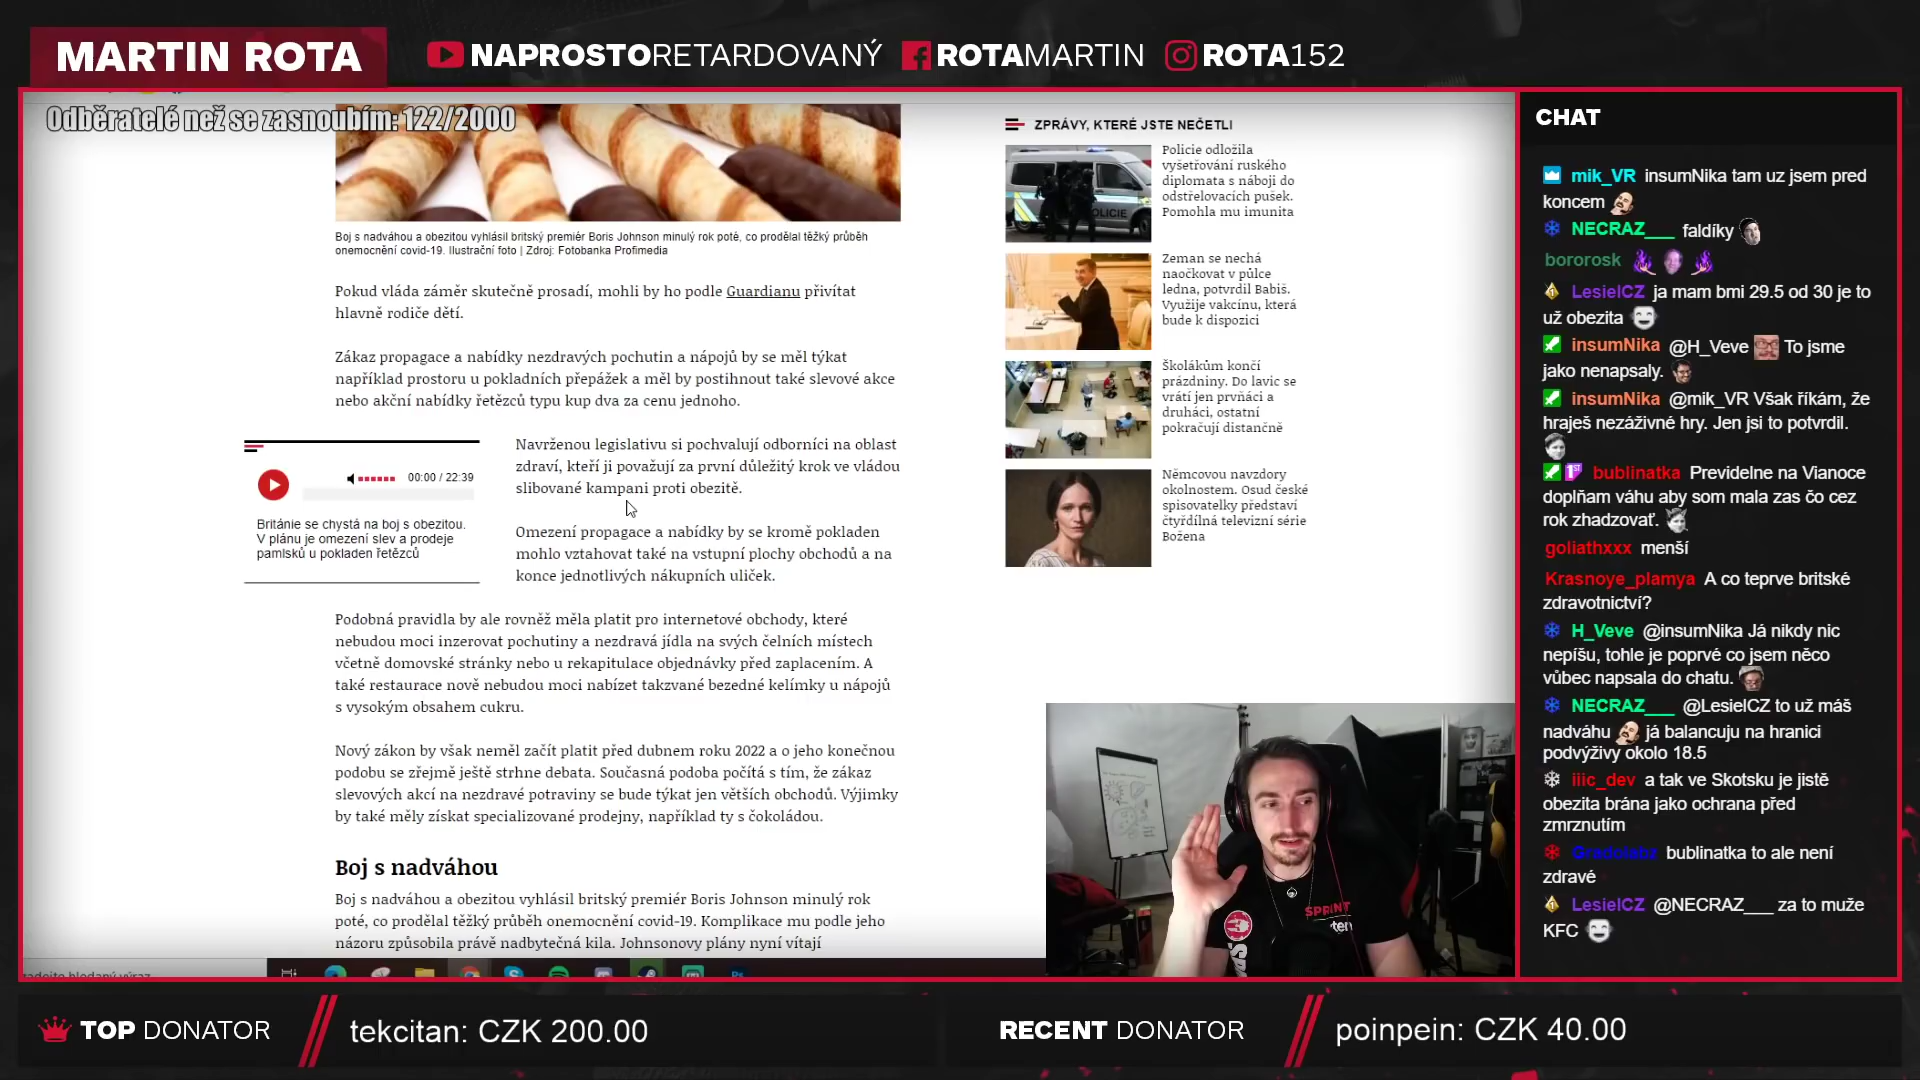 MARTIN ROTA
NAPROSTORETARDOVANÝ
ROTAMARTIN
ROTA152
Odběratelé než se zasnoubím: 122/2000
Boj s nadváhou a obezitou vyhlásil britský premiér Boris Johnson minulý rok poté, co prodělal těžký průběh
onemocnění covid-19. Ilustrační foto | Zdroj: Fotobanka Profimedia
Pokud vláda záměr skutečně prosadí, mohli by ho podle Guardianu přivítat
hlavně rodiče dětí.
Zákaz propagace a nabídky nezdravých pochutin a nápojů by se měl týkat
například prostoru u pokladních přepážek a měl by postihnout také slevové akce
nebo akční nabídky řetězců typu kup dva za cenu jednoho.
00:00 / 22:39
Británie se chystá na boj s obezitou.
V plánu je omezení slev a prodeje
pamlsků u pokladen řetězců
Navrženou legislativu si pochvalují odborníci na oblast
zdraví, kteří ji považují za první důležitý krok ve vládou
slibované kampani proti obezitě.
Omezení propagace a nabídky by se kromě pokladen
mohlo vztahovat také na vstupní plochy obchodů a na
konce jednotlivých nákupních uliček.
Podobná pravidla by ale rovněž měla platit pro internetové obchody, které
nebudou moci inzerovat pochutiny a nezdravá jídla na svých čelních místech
včetně domovské stránky nebo u rekapitulace objednávky před zaplacením. A
také restaurace nově nebudou moci nabízet takzvané bezedné kelímky u nápojů
s vysokým obsahem cukru.
Nový zákon by však neměl začít platit před dubnem roku 2022 a o jeho konečnou
podobu se zřejmě ještě strhne debata. Současná podoba počítá s tím, že zákaz
slevových akcí na nezdravé potraviny se bude týkat jen větších obchodů. Výjimky
by také měly získat specializované prodejny, například ty s čokoládou.
Boj s nadváhou
Boj s nadváhou a obezitou vyhlásil britský premiér Boris Johnson minulý rok
poté, co prodělal těžký průběh onemocnění covid-19. Komplikace mu podle jeho
názoru způsobila právě nadbytečná kila. Johnsonovy plány nyní vítají
ZPRÁVY, KTERÉ JSTE NEČETLI
Policie odložila
vyšetřování ruského
diplomata s náboji do
odstřelovacích pušek.
Pomohla mu imunita
Zeman se nechá
naočkovat v půlce
ledna, potvrdil Babiš.
Využije vakcínu, která
bude k dispozici
Školákům končí
prázdniny. Do lavic se
vrátí jen prvňáci a
druháci, ostatní
pokračují distančně
Němcovou navzdory
okolnostem. Osud české
spisovatelky představí
čtyřdílná televizní série
Božena
POLICIE
SPRINT
CHAT
mik_VR insumNika tam uz jsem pred
koncem
NECRAZ___ faldíky
bororosk
LesielCZ ja mam bmi 29.5 od 30 je to
už obezita
insumNika @H_Veve To jsme
jako nenapsaly.
insumNika @mik_VR Však říkám, že
hraješ nezáživné hry. Jen jsi to potvrdil.
bublinatka Previdelne na Vianoce
doplňam váhu aby som mala zas čo cez
rok zhadzovať.
goliathxxx menší
Krasnoye_plamya A co teprve britské
zdravotnictví?
H_Veve @insumNika Já nikdy nic
nepíšu, tohle je poprvé co jsem něco
vůbec napsala do chatu.
NECRAZ___ @LesielCZ to už máš
nadváhu já balancuju na hranici
podvýživy okolo 18.5
iiic_dev a tak ve Skotsku je jistě
obezita brána jako ochrana před
zmrznutím
bublinatka to ale není
zdravé
LesielCZ @NECRAZ___ za to muže
KFC
TOP DONATOR
tekcitan: CZK 200.00
RECENT DONATOR
poinpein: CZK 40.00